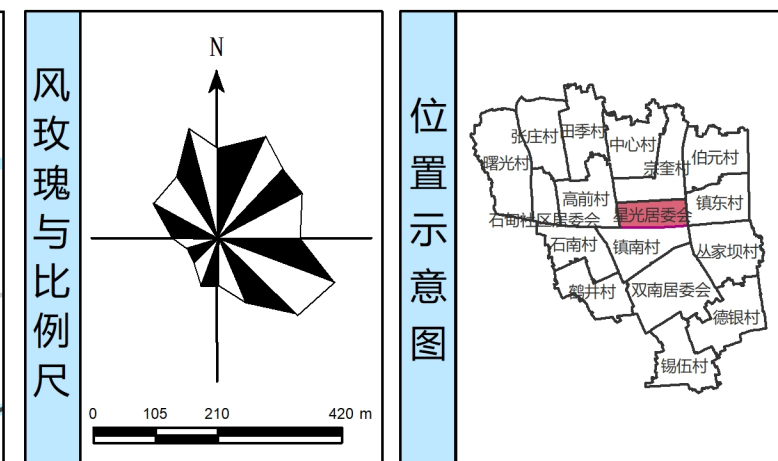 风玫瑰与比例尺
N
0 105 210 420 m
位置示意图
张庄村
田季村
中心村
曙光村
宗奎村
伯元村
高前村
镇东村
石甸社区居委会
星光居委会
石南村
镇南村
丛家坝村
鹤井村
双南居委会
德银村
锡伍村